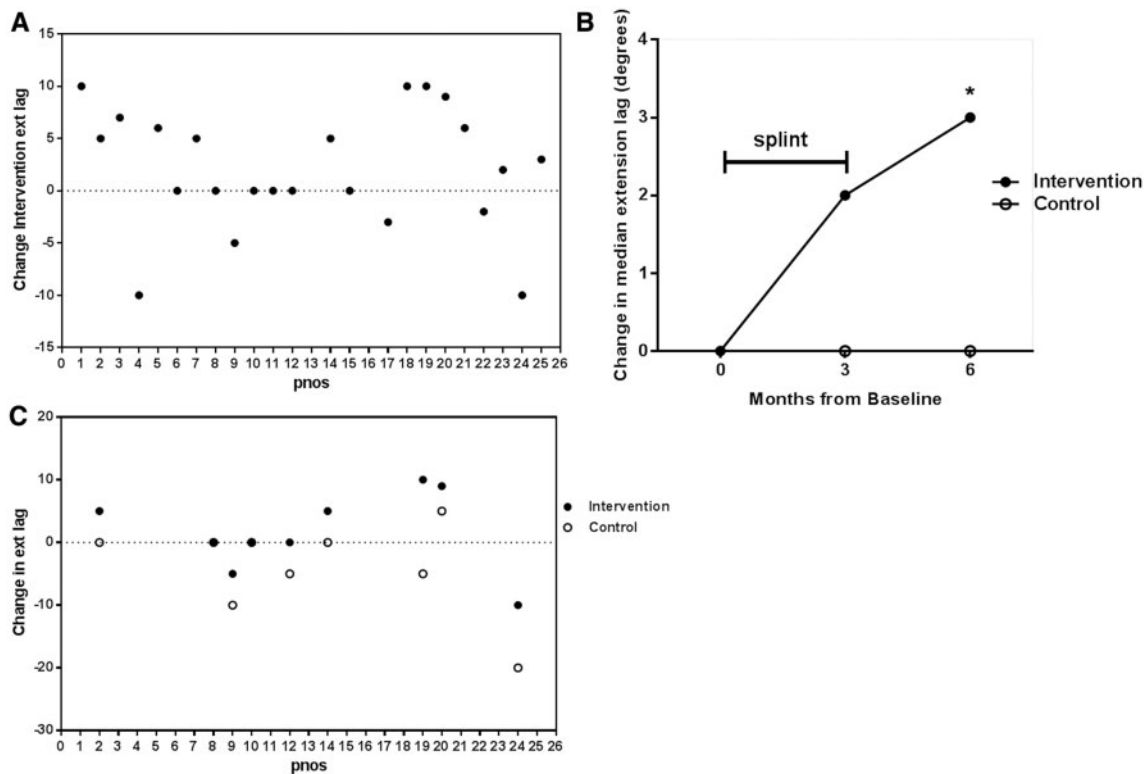 A
Change Intervention ext lag
15
10
5
0
-5
-10
-15
0 1 2 3 4 5 6 7 8 9 10 11 12 13 14 15 16 17 18 19 20 21 22 23 24 25 26
pnos
B
Change in median extension lag (degrees)
4
3
2
1
0
splint
*
Intervention
Control
0 3 6
Months from Baseline
C
Change in ext lag
20
10
0
-10
-20
-30
Intervention
Control
0 1 2 3 4 5 6 7 8 9 10 11 12 13 14 15 16 17 18 19 20 21 22 23 24 25 26
pnos